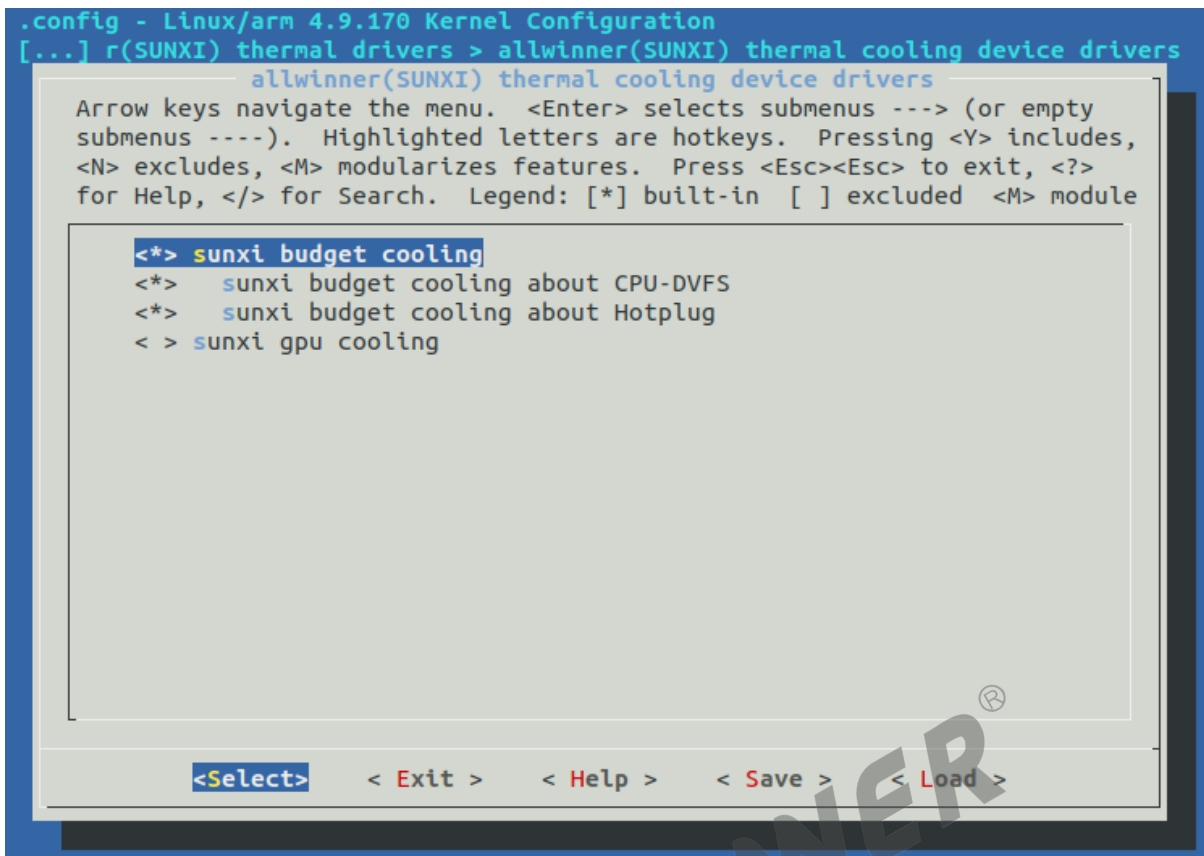 .config - Linux/arm 4.9.170 Kernel Configuration
[...] r(SUNXI) thermal drivers > allwinner(SUNXI) thermal cooling device drivers
allwinner(SUNXI) thermal cooling device drivers
Arrow keys navigate the menu.  <Enter> selects submenus ---> (or empty
submenus ----).  Highlighted letters are hotkeys.  Pressing <Y> includes,
<N> excludes, <M> modularizes features.  Press <Esc><Esc> to exit, <?>
for Help, </> for Search.  Legend: [*] built-in  [ ] excluded  <M> module
<*> sunxi budget cooling
<*>   sunxi budget cooling about CPU-DVFS
<*>   sunxi budget cooling about Hotplug
< > sunxi gpu cooling
<Select>    < Exit >    < Help >    < Save >    < Load >